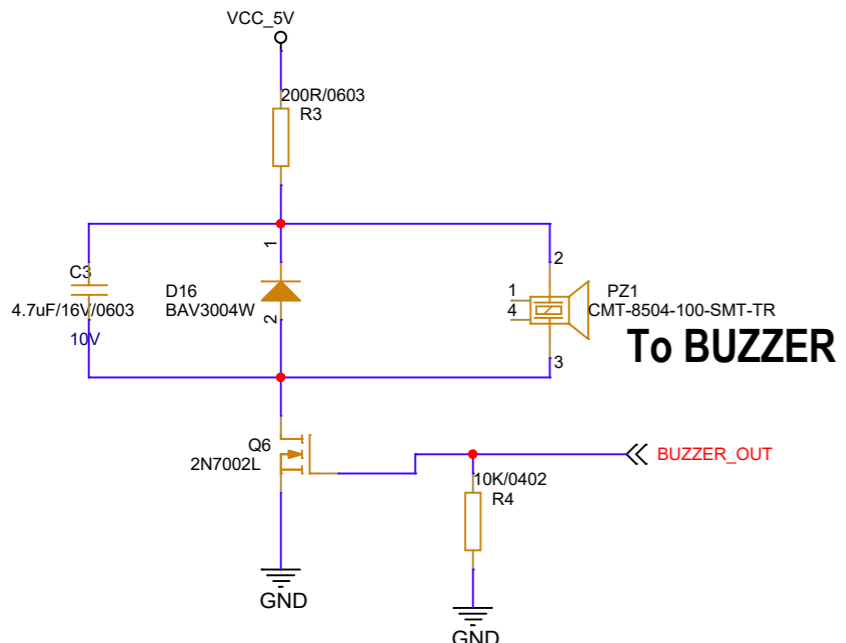 VCC_5V
200R/0603
R3
1
2
C3
4.7uF/16V/0603
10V
D16
BAV3004W
2
1
4
PZ1
CMT-8504-100-SMT-TR
To BUZZER
3
Q6
2N7002L
BUZZER_OUT
10K/0402
R4
GND
GND